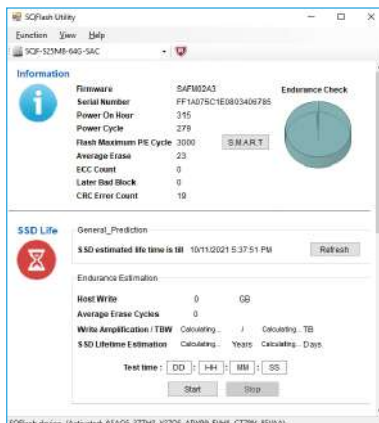 SQFlash Utility
Function View Help
SQF-S25M8-64G-SAC
Information
Firmware SAFM02A3
Endurance Check
Serial Number FF1A075C1E0803406785
Power On Hour 315
Power Cycle 279
Flash Maximum P/E Cycle 3000
S.M.A.R.T
Average Erase 23
ECC Count 0
Later Bad Block 0
CRC Error Count 19
SSD Life
General_Prediction
SSD estimated life time is till 10/11/2021 5:37:51 PM
Refresh
Endurance Estimation
Host Write 0 GB
Average Erase Cycles 0
Write Amplification / TBW Calculating... / Calculating... TB
SSD Lifetime Estimation Calculating... Years Calculating... Days.
Test time : DD : HH : MM : SS
Start Stop